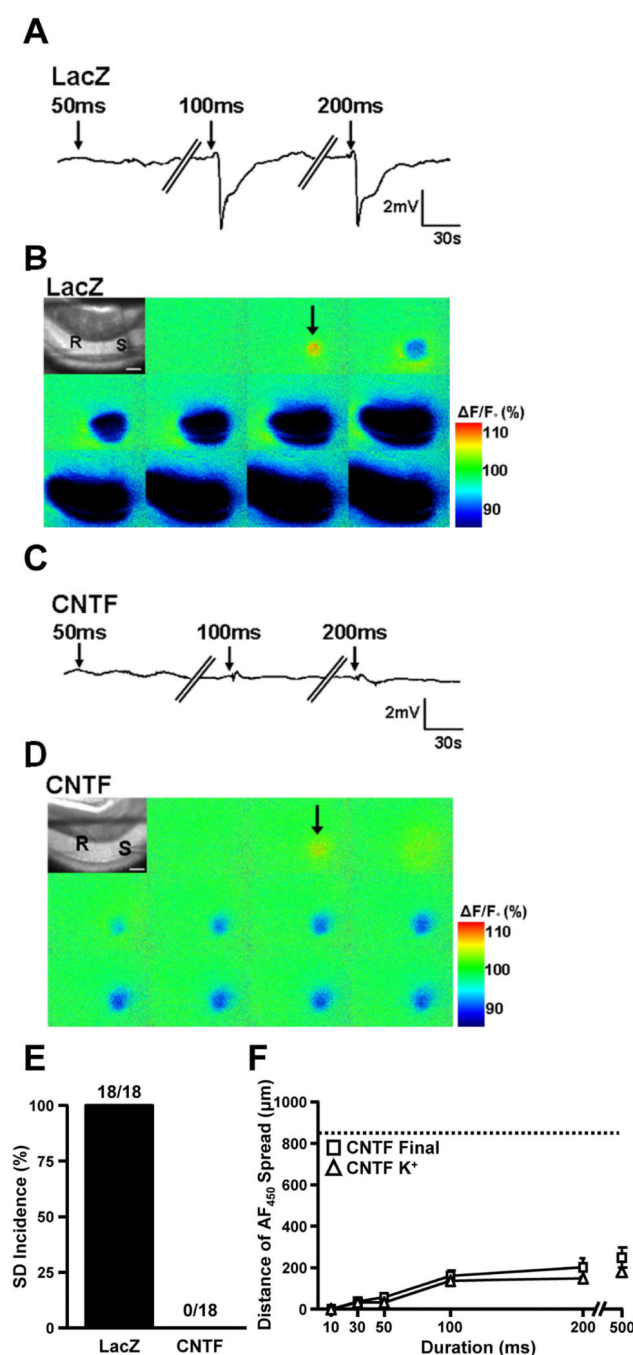 A
LacZ
50ms 100ms 200ms
2mV
30s
B
LacZ
R S
ΔF/F₀ (%)
110
100
90
C
CNTF
50ms 100ms 200ms
2mV
30s
D
CNTF
R S
ΔF/F₀ (%)
110
100
90
E
18/18
100
75
50
25
0
SD Incidence (%)
0/18
LacZ CNTF
F
1000
800
600
400
200
0
Distance of AF₄₅₀ Spread (µm)
CNTF Final
CNTF K⁺
10 30 50 100 200 500
Duration (ms)